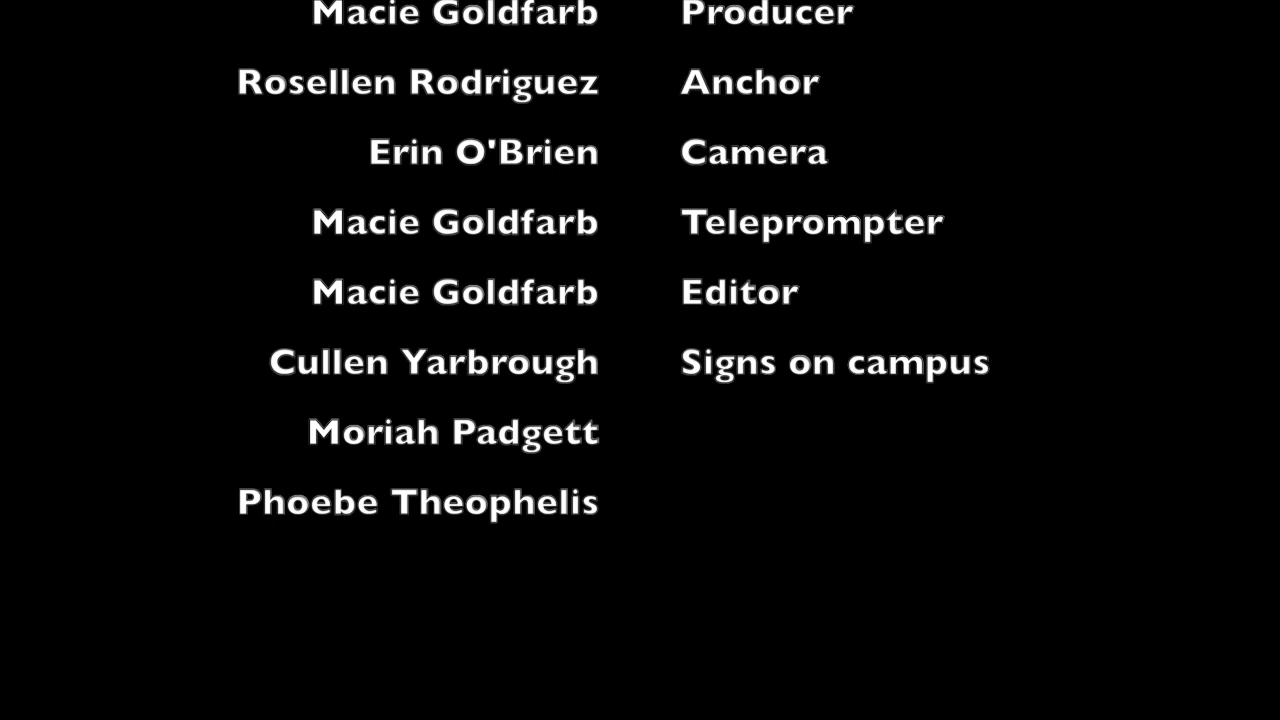 Macie Goldfarb Producer
Rosellen Rodriguez Anchor
Erin O'Brien Camera
Macie Goldfarb Teleprompter
Macie Goldfarb Editor
Cullen Yarbrough Signs on campus
Moriah Padgett
Phoebe Theophelis